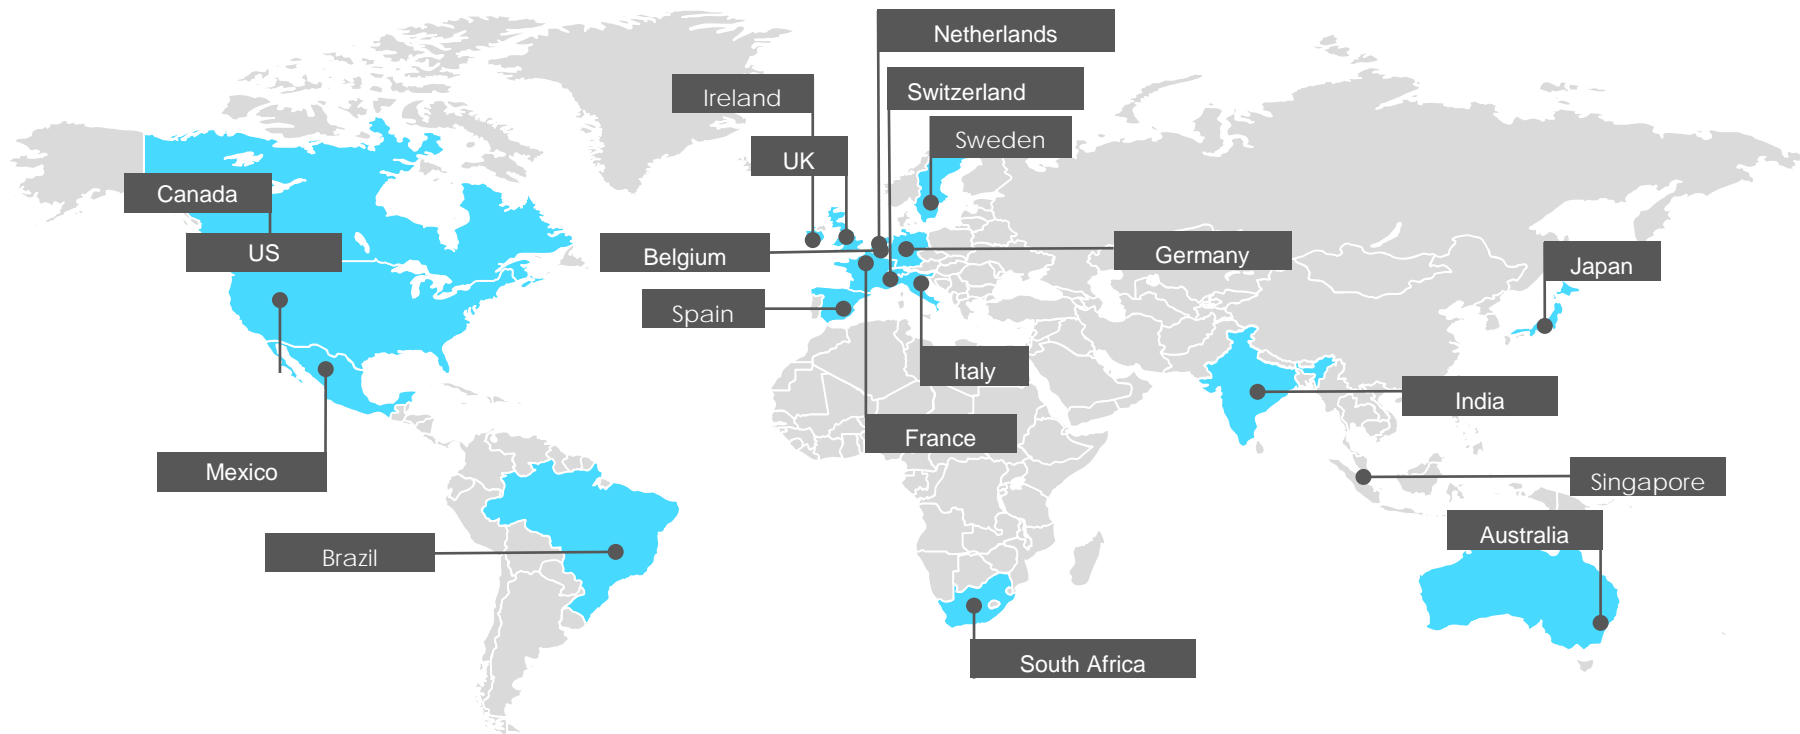 Netherlands
Ireland
Switzerland
Sweden
UK
Canada
US
Belgium
Germany
Japan
Spain
Italy
India
France
Mexico
Singapore
Australia
Brazil
South Africa